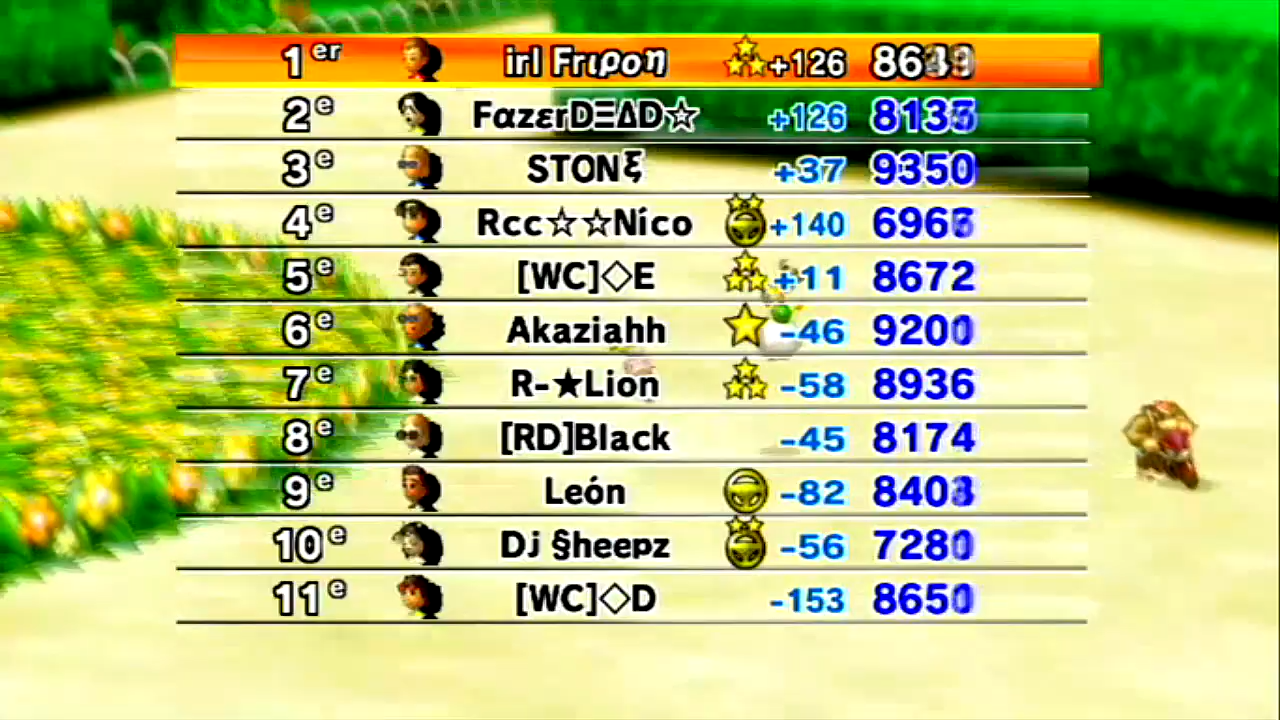 1er irl Frιροη +126
2e FαzεrDΞΔD☆ +126
3e STONξ +37 9350
4e Rcc☆☆Níco +140
5e [WC]◇E +11 8672
6e Akaziahh -46
7e R-★Lion -58 8936
8e [RD]Black -45 8174
9e León -82
10e Dj §heepz -56
11e [WC]◇D -153